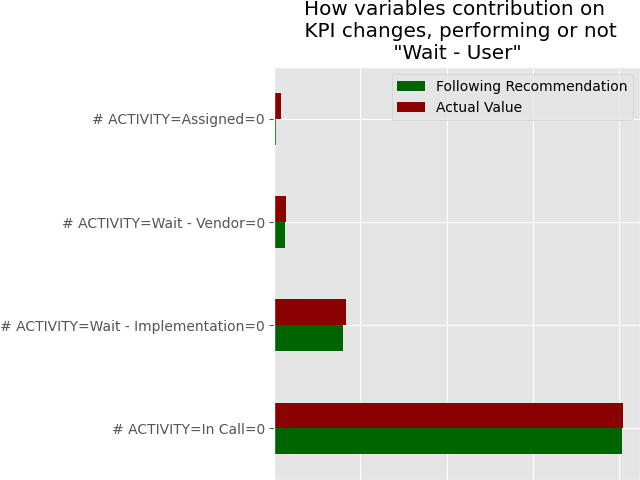 How variables contribution on
KPI changes, performing or not
"Wait - User"
Following Recommendation
Actual Value
# ACTIVITY=Assigned=0
# ACTIVITY=Wait - Vendor=0
# ACTIVITY=Wait - Implementation=0
# ACTIVITY=In Call=0